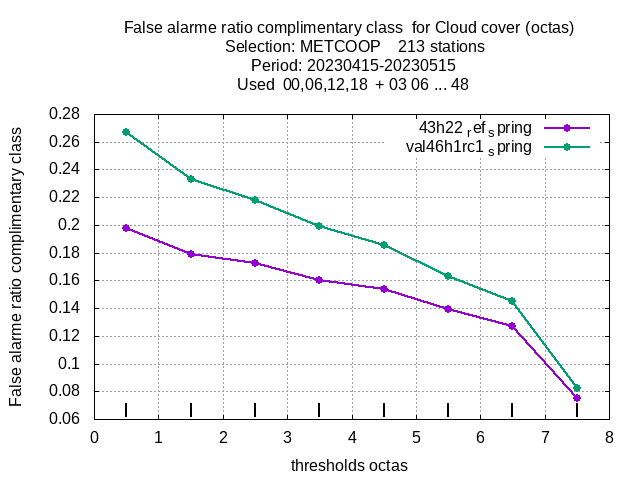 False alarme ratio complimentary class  for Cloud cover (octas)
Selection: METCOOP    213 stations
Period: 20230415-20230515
Used  00,06,12,18  + 03 06 ... 48
43h22 ref spring
val46h1rc1 spring
False alarme ratio complimentary class
0.28
0.26
0.24
0.22
0.2
0.18
0.16
0.14
0.12
0.1
0.08
0.06
0 1 2 3 4 5 6 7 8
thresholds octas